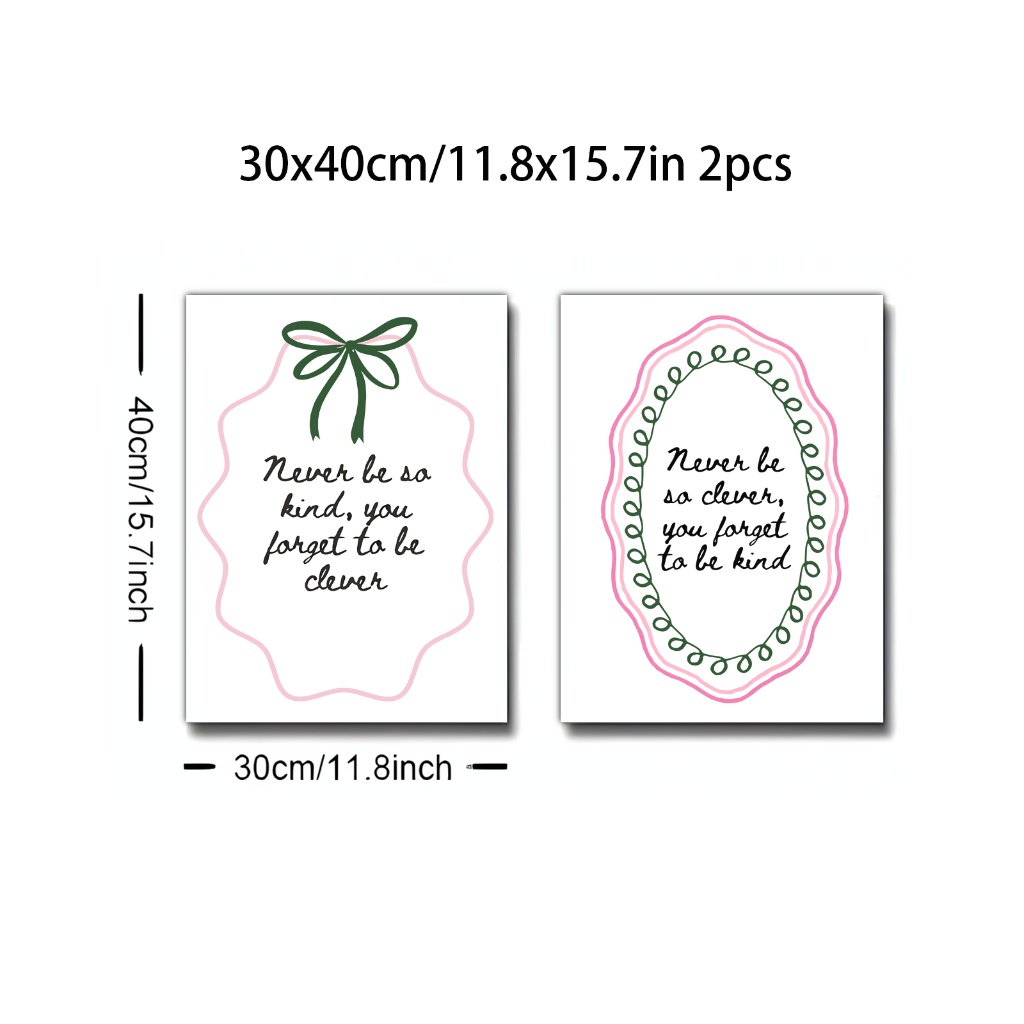 30x40cm/11.8x15.7in 2pcs
40cm/15.7inch
Never be so
kind, you
forget to be
clever
Never be
so clever,
you forget
to be kind
30cm/11.8inch